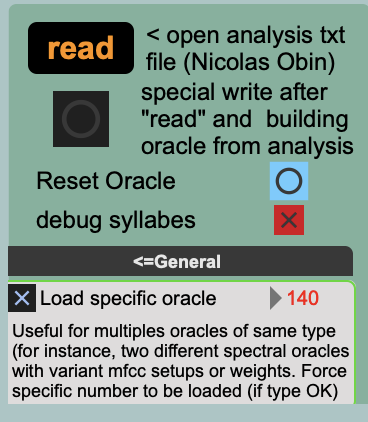 read
< open analysis txt
file (Nicolas Obin)
special write after
"read" and  building
oracle from analysis
Reset Oracle
debug syllabes
<=General
Load specific oracle
140
Useful for multiples oracles of same type
(for instance, two different spectral oracles
with variant mfcc setups or weights. Force
specific number to be loaded (if type OK)